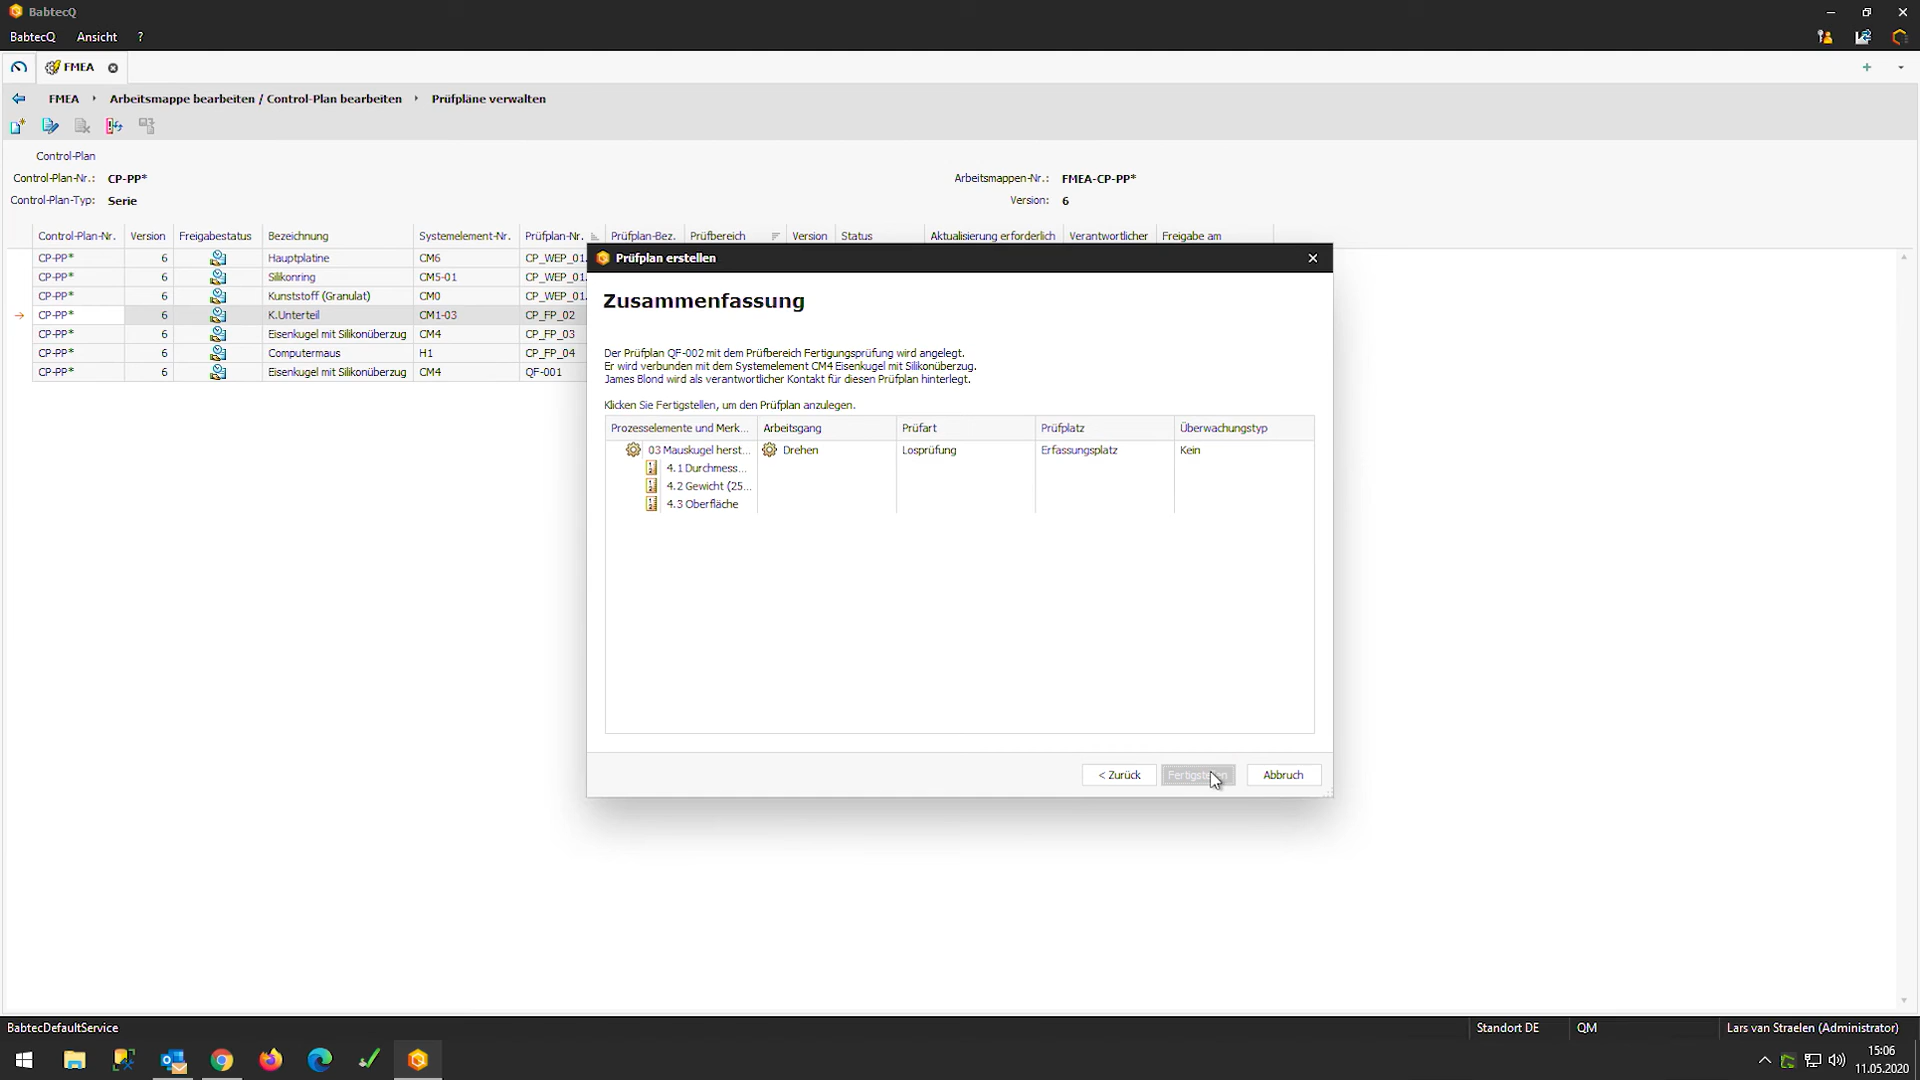 BabtecQ
BabtecQ Ansicht ?
FMEA
FMEA Arbeitsmappe bearbeiten / Control-Plan bearbeiten Prüfpläne verwalten
Control-Plan
Control-Plan-Nr.: CP-PP* Arbeitsmappen-Nr.: FMEA-CP-PP*
Control-Plan-Typ: Serie Version: 6
Control-Plan-Nr. Version Freigabestatus Bezeichnung Systemelement-Nr. Prüfplan-Nr. Prüfplan-Bez. Prüfbereich Version Status Aktualisierung erforderlich Verantwortlicher Freigabe am
CP-PP* 6 Hauptplatine CM6 CP_WEP_01.
CP-PP* 6 Silikonring CM5-01 CP_WEP_01.
CP-PP* 6 Kunststoff (Granulat) CM0 CP_WEP_01.
CP-PP* 6 K.Unterteil CM1-03 CP_FP_02
CP-PP* 6 Eisenkugel mit Silikonüberzug CM4 CP_FP_03
CP-PP* 6 Computermaus H1 CP_FP_04
CP-PP* 6 Eisenkugel mit Silikonüberzug CM4 QF-001
Prüfplan erstellen
Zusammenfassung
Der Prüfplan QF-002 mit dem Prüfbereich Fertigungsprüfung wird angelegt.
Er wird verbunden mit dem Systemelement CM4 Eisenkugel mit Silikonüberzug.
James Blond wird als verantwortlicher Kontakt für diesen Prüfplan hinterlegt.
Klicken Sie Fertigstellen, um den Prüfplan anzulegen.
Prozesselemente und Merk... Arbeitsgang Prüfart Prüfplatz Überwachungstyp
03 Mauskugel herst... Drehen Losprüfung Erfassungsplatz Kein
4.1 Durchmess...
4.2 Gewicht (25...
4.3 Oberfläche
< Zurück Fertigstellen Abbruch
BabtecDefaultService Standort DE QM Lars van Straelen (Administrator)
15:06
11.05.2020